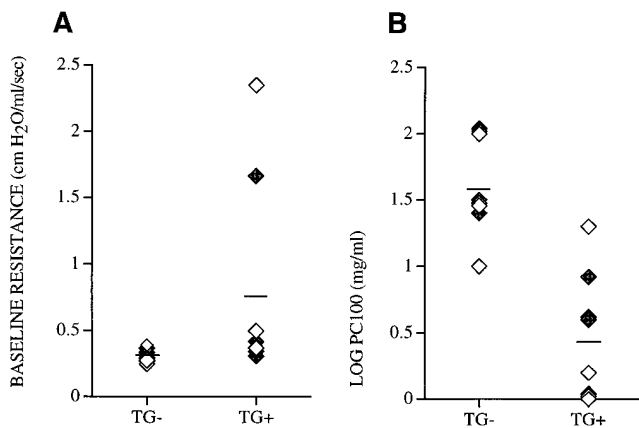 A
BASELINE RESISTANCE (cm H2O/ml/sec)
2.5
2
1.5
1
0.5
0
TG-
TG+
B
LOG PC100 (mg/ml)
2.5
2
1.5
1
0.5
0
TG-
TG+